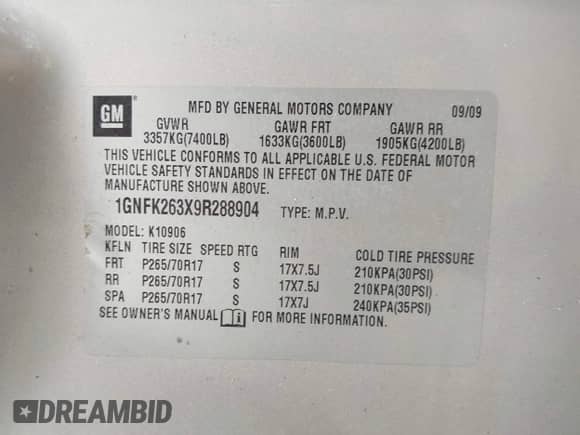 GM
MFD BY GENERAL MOTORS COMPANY 09/09
GVWR GAWR FRT GAWR RR
3357KG(7400LB) 1633KG(3600LB) 1905KG(4200LB)
THIS VEHICLE CONFORMS TO ALL APPLICABLE U.S. FEDERAL MOTOR
VEHICLE SAFETY STANDARDS IN EFFECT ON THE DATE OF
MANUFACTURE SHOWN ABOVE.
1GNFK263X9R288904 TYPE: M.P.V.
MODEL: K10906
KFLN TIRE SIZE SPEED RTG RIM COLD TIRE PRESSURE
FRT P265/70R17 S 17X7.5J 210KPA(30PSI)
RR P265/70R17 S 17X7.5J 210KPA(30PSI)
SPA P265/70R17 S 17X7J 240KPA(35PSI)
SEE OWNER'S MANUAL i FOR MORE INFORMATION.
DREAMBID